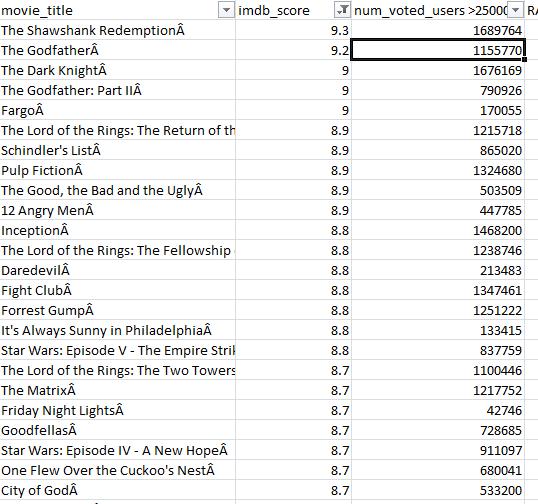 movie_title imdb_score num_voted_users >2500 RA
The Shawshank RedemptionÂ 9.3 1689764
The GodfatherÂ 9.2 1155770
The Dark KnightÂ 9 1676169
The Godfather: Part IIÂ 9 790926
FargoÂ 9 170055
The Lord of the Rings: The Return of th 8.9 1215718
Schindler's ListÂ 8.9 865020
Pulp FictionÂ 8.9 1324680
The Good, the Bad and the UglyÂ 8.9 503509
12 Angry MenÂ 8.9 447785
InceptionÂ 8.8 1468200
The Lord of the Rings: The Fellowship 8.8 1238746
DaredevilÂ 8.8 213483
Fight ClubÂ 8.8 1347461
Forrest GumpÂ 8.8 1251222
It's Always Sunny in PhiladelphiaÂ 8.8 133415
Star Wars: Episode V - The Empire Strik 8.8 837759
The Lord of the Rings: The Two Towers 8.7 1100446
The MatrixÂ 8.7 1217752
Friday Night LightsÂ 8.7 42746
GoodfellasÂ 8.7 728685
Star Wars: Episode IV - A New HopeÂ 8.7 911097
One Flew Over the Cuckoo's NestÂ 8.7 680041
City of GodÂ 8.7 533200